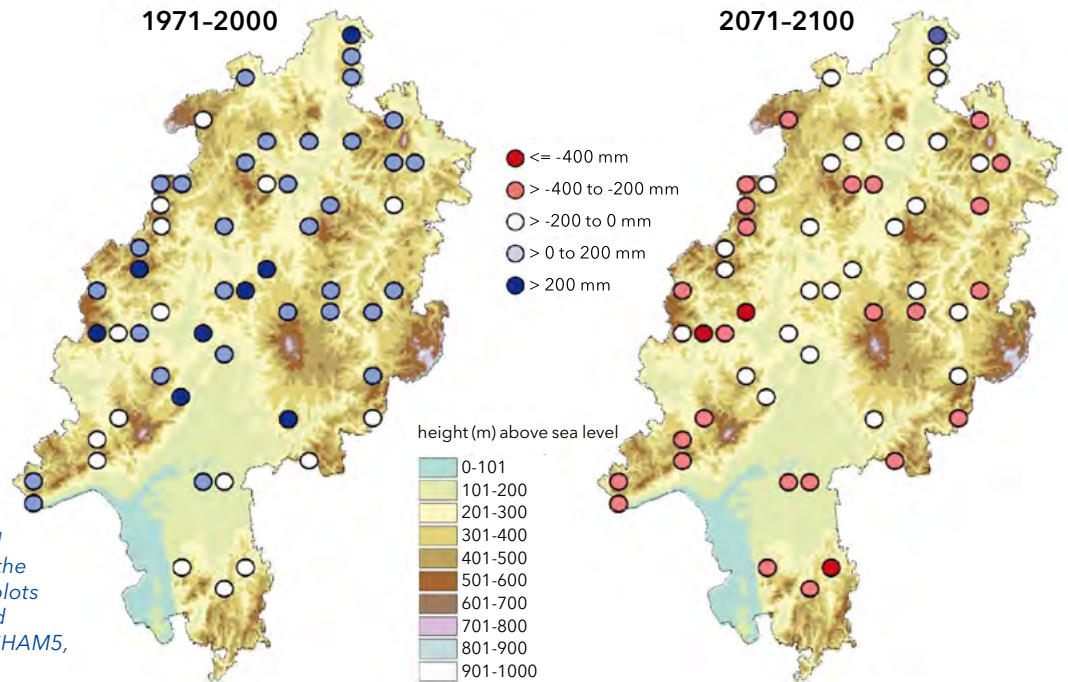 1971-2000
2071-2100
<= -400 mm
> -400 to -200 mm
> -200 to 0 mm
> 0 to 200 mm
> 200 mm
height (m) above sea level
0-101
101-200
201-300
301-400
401-500
501-600
601-700
701-800
801-900
901-1000
the
plots
HAM5,